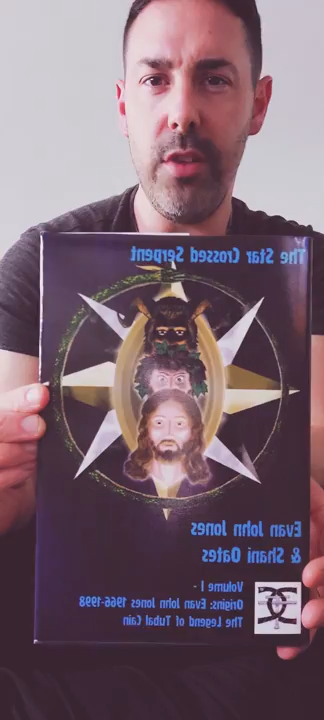 The Star Crossed Serpent
Evan John Jones
& Shani Oates
Volume I -
Origins: Evan John Jones 1966-1998
The Legend of Tubal Cain